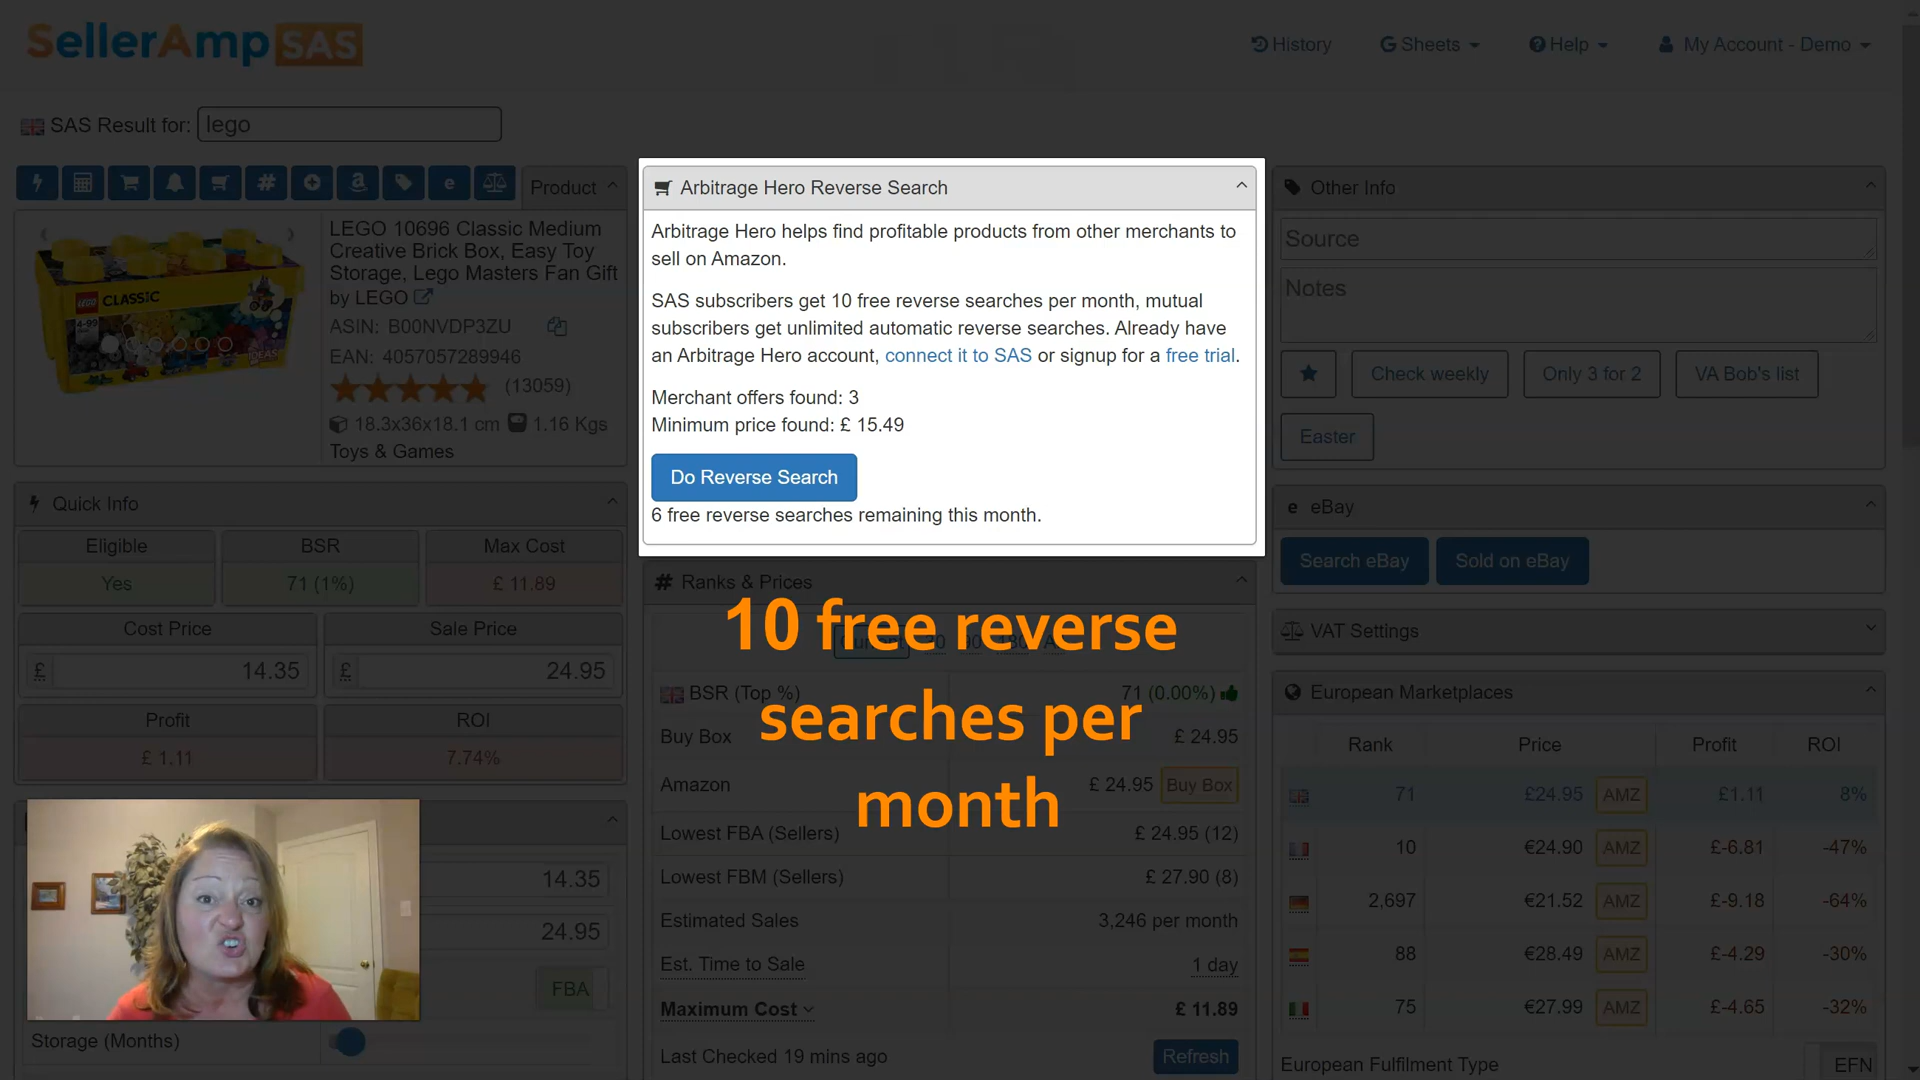 SellerAmp SAS
History
Sheets
Help
My Account - Demo
SAS Result for: lego
Product
LEGO 10696 Classic Medium
Creative Brick Box, Easy Toy
Storage, Lego Masters Fan Gift
by LEGO
ASIN: B00NVDP3ZU
EAN: 4057057289946
(13059)
18.3x36x18.1 cm 1.16 Kgs
Toys & Games
LEGO CLASSIC
4-99
Quick Info
Eligible BSR Max Cost
Yes 71 (1%) £ 11.89
Cost Price Sale Price
£ 14.35 £ 24.95
Profit ROI
£ 1.11 7.74%
14.35
24.95
FBA
Storage (Months)
Arbitrage Hero Reverse Search
Arbitrage Hero helps find profitable products from other merchants to
sell on Amazon.
SAS subscribers get 10 free reverse searches per month, mutual
subscribers get unlimited automatic reverse searches. Already have
an Arbitrage Hero account, connect it to SAS or signup for a free trial.
Merchant offers found: 3
Minimum price found: £ 15.49
Do Reverse Search
6 free reverse searches remaining this month.
# Ranks & Prices
10 free reverse
searches per
month
Current 30 90 180
BSR (Top %) 71 (0.00%)
Buy Box £ 24.95
Amazon £ 24.95 Buy Box
Lowest FBA (Sellers) £ 24.95 (12)
Lowest FBM (Sellers) £ 27.90 (8)
Estimated Sales 3,246 per month
Est. Time to Sale 1 day
Maximum Cost £ 11.89
Last Checked 19 mins ago Refresh
Other Info
Source
Notes
Check weekly
Only 3 for 2
VA Bob's list
Easter
e eBay
Search eBay
Sold on eBay
VAT Settings
European Marketplaces
Rank Price Profit ROI
71 £24.95 AMZ £1.11 8%
10 €24.90 AMZ £-6.81 -47%
2,697 €21.52 AMZ £-9.18 -64%
88 €28.49 AMZ £-4.29 -30%
75 €27.99 AMZ £-4.65 -32%
European Fulfilment Type EFN